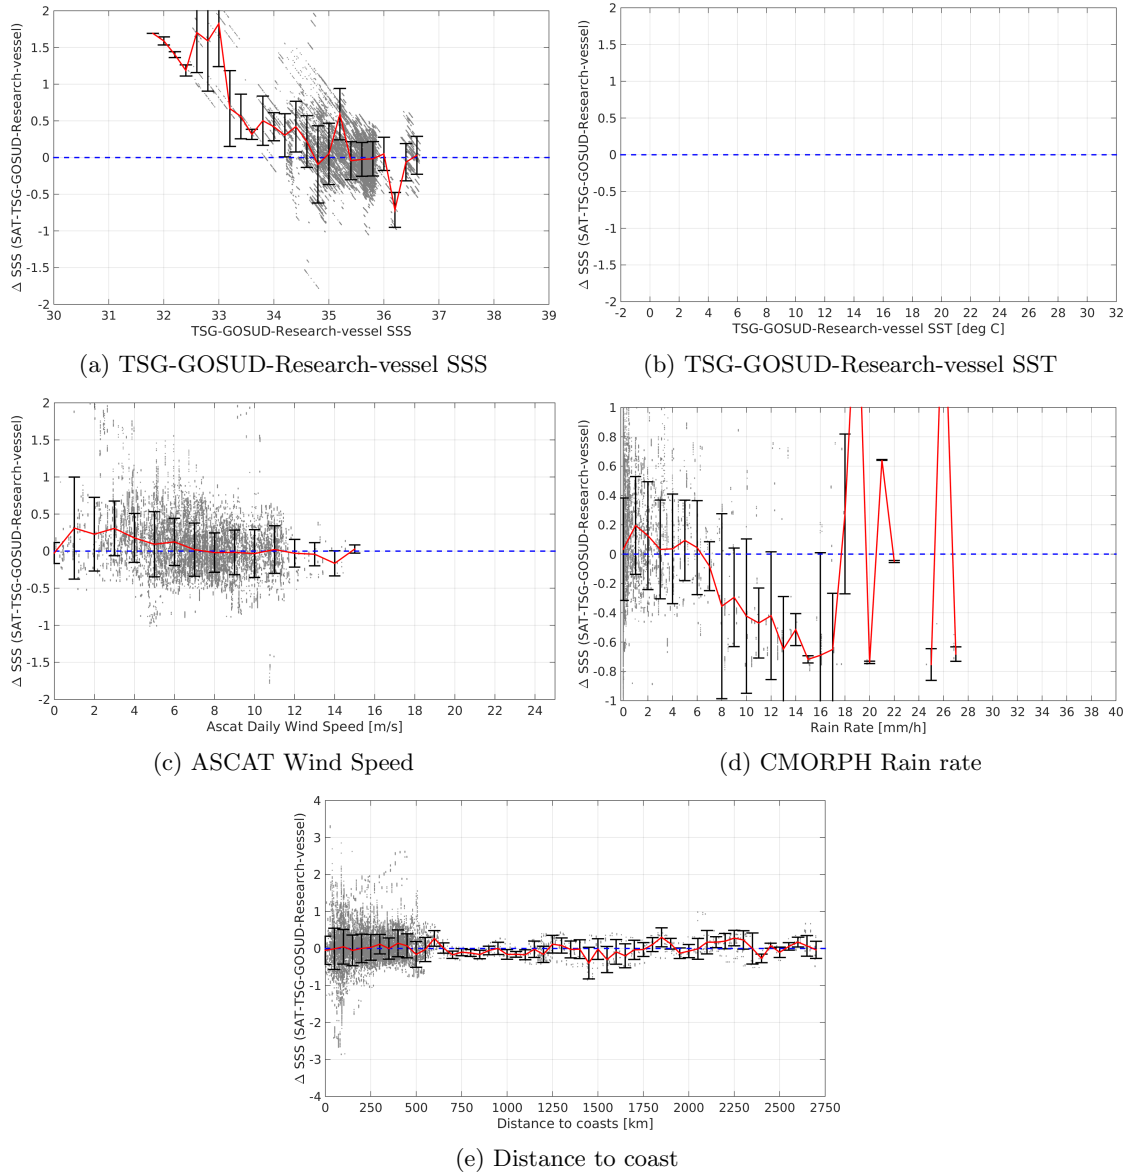 Δ SSS (SAT-TSG-GOSUD-Research-vessel)
2
1.5
1
0.5
0
-0.5
-1
-1.5
-2
30 31 32 33 34 35 36 37 38 39
TSG-GOSUD-Research-vessel SSS
(a) TSG-GOSUD-Research-vessel SSS
Δ SSS (SAT-TSG-GOSUD-Research-vessel)
2
1.5
1
0.5
0
-0.5
-1
-1.5
-2
-2 0 2 4 6 8 10 12 14 16 18 20 22 24 26 28 30 32
TSG-GOSUD-Research-vessel SST [deg C]
(b) TSG-GOSUD-Research-vessel SST
Δ SSS (SAT-TSG-GOSUD-Research-vessel)
2
1.5
1
0.5
0
-0.5
-1
-1.5
-2
0 2 4 6 8 10 12 14 16 18 20 22 24
Ascat Daily Wind Speed [m/s]
(c) ASCAT Wind Speed
Δ SSS (SAT-TSG-GOSUD-Research-vessel)
1
0.8
0.6
0.4
0.2
0
-0.2
-0.4
-0.6
-0.8
-1
0 2 4 6 8 10 12 14 16 18 20 22 24 26 28 30 32 34 36 38 40
Rain Rate [mm/h]
(d) CMORPH Rain rate
Δ SSS (SAT-TSG-GOSUD-Research-vessel)
4
3
2
1
0
-1
-2
-3
-4
0 250 500 750 1000 1250 1500 1750 2000 2250 2500 2750
Distance to coasts [km]
(e) Distance to coast